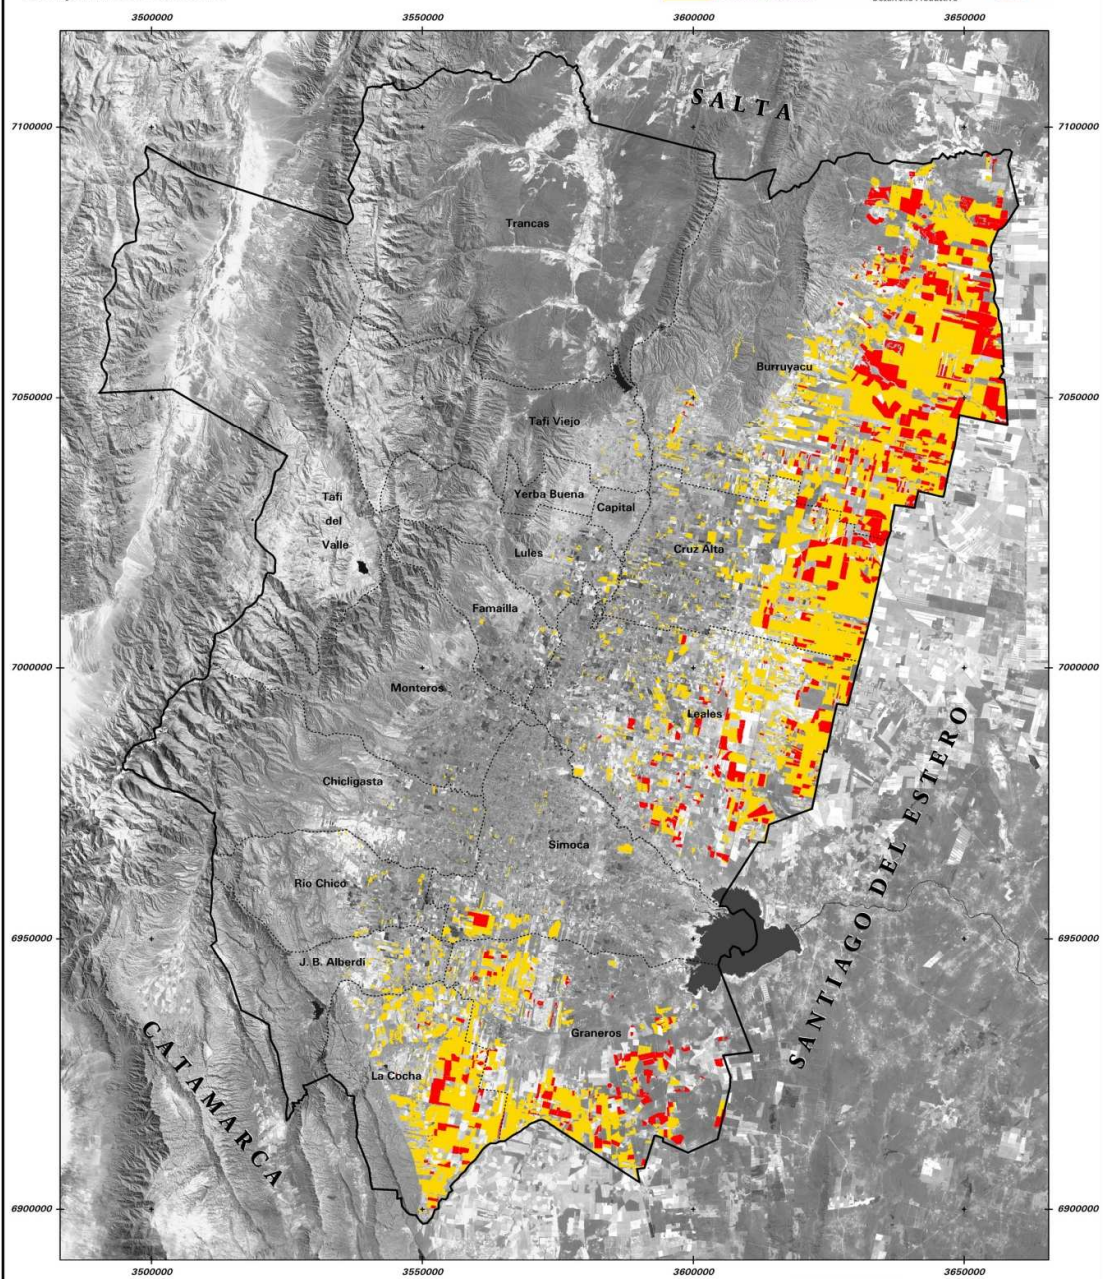 3500000 3550000 3600000 3650000
SALTA
7100000 7100000
Trancas
Burruyacu
7050000 7050000
Tafi Viejo
Yerba Buena
Tafi
del
Valle
Capital
Cruz Alta
Lules
Famailla
7000000 7000000
Monteros
Leales
Chicligasta
Simoca
Rio Chico
SANTIAGO DEL ESTERO
6950000 6950000
J. B. Alberdi
Graneros
La Cocha
CATAMARCA
6900000 6900000
3500000 3550000 3600000 3650000